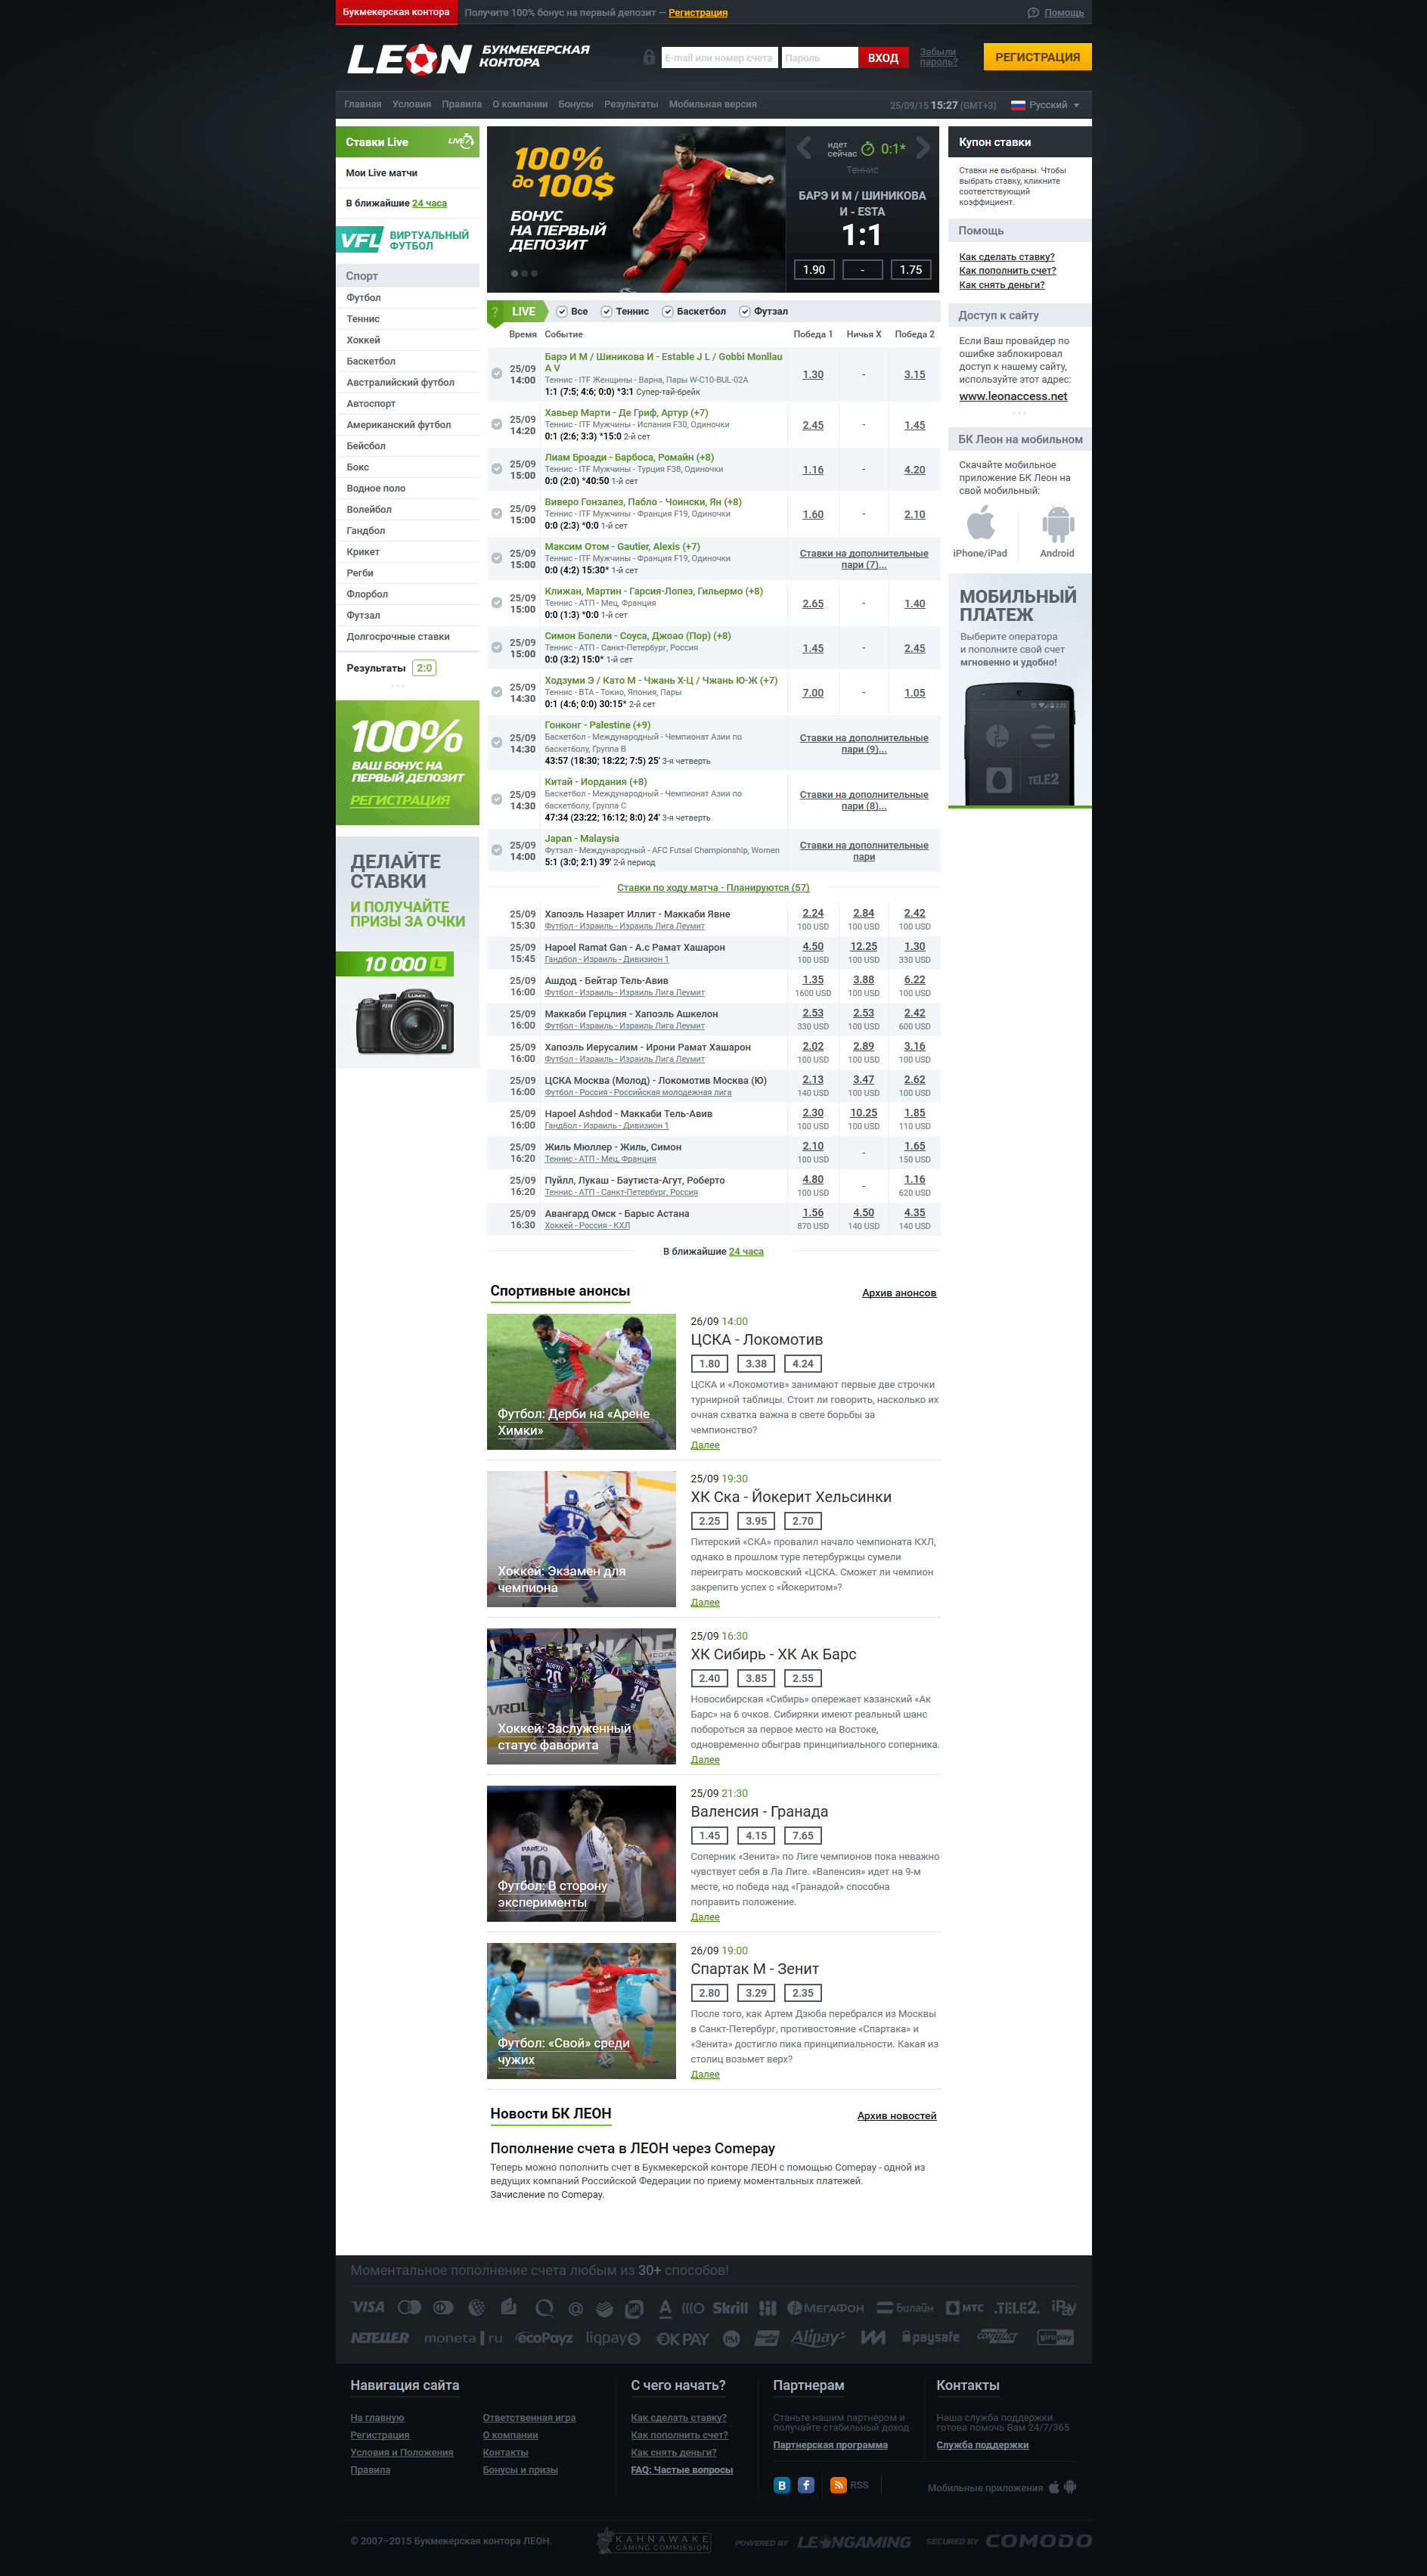 Букмекерская контора
Получите 100% бонус на первый депозит — Регистрация
Помощь
LEON БУКМЕКЕРСКАЯ
КОНТОРА
E-mail или номер счета
Пароль
ВХОД
Забыли
пароль?
РЕГИСТРАЦИЯ
Главная Условия Правила О компании Бонусы Результаты Мобильная версия
25/09/15 15:27 (GMT+3)
Русский
Ставки Live
LIVE
Мои Live матчи
В ближайшие 24 часа
VFL ВИРТУАЛЬНЫЙ
ФУТБОЛ
Спорт
Футбол
Теннис
Хоккей
Баскетбол
Австралийский футбол
Автоспорт
Американский футбол
Бейсбол
Бокс
Водное поло
Волейбол
Гандбол
Крикет
Регби
Флорбол
Футзал
Долгосрочные ставки
Результаты 2:0
100%
ВАШ БОНУС НА
ПЕРВЫЙ ДЕПОЗИТ
РЕГИСТРАЦИЯ
ДЕЛАЙТЕ
СТАВКИ
И ПОЛУЧАЙТЕ
ПРИЗЫ ЗА ОЧКИ
10 000 L
LUMIX
100%
до 100$
БОНУС
НА ПЕРВЫЙ
ДЕПОЗИТ
7
идет
сейчас
0:1*
Теннис
БАРЭ И М / ШИНИКОВА
И - ESTA
1:1
1.90 - 1.75
? LIVE Все Теннис Баскетбол Футзал
Время Событие Победа 1 Ничья X Победа 2
25/09
14:00
Барэ И М / Шиникова И - Estable J L / Gobbi Monllau
A V
Теннис - ITF Женщины - Варна, Пары W-C10-BUL-02A
1:1 (7:5; 4:6; 0:0) *3:1 Супер-тай-брейк
1.30 - 3.15
25/09
14:20
Хавьер Марти - Де Гриф, Артур (+7)
Теннис - ITF Мужчины - Испания F30, Одиночки
0:1 (2:6; 3:3) *15:0 2-й сет
2.45 - 1.45
25/09
15:00
Лиам Броади - Барбоса, Ромайн (+8)
Теннис - ITF Мужчины - Турция F38, Одиночки
0:0 (2:0) *40:50 1-й сет
1.16 - 4.20
25/09
15:00
Виверо Гонзалез, Пабло - Чоински, Ян (+8)
Теннис - ITF Мужчины - Франция F19, Одиночки
0:0 (2:3) *0:0 1-й сет
1.60 - 2.10
25/09
15:00
Максим Отом - Gautier, Alexis (+7)
Теннис - ITF Мужчины - Франция F19, Одиночки
0:0 (4:2) 15:30* 1-й сет
Ставки на дополнительные
пари (7)...
25/09
15:00
Клижан, Мартин - Гарсия-Лопез, Гильермо (+8)
Теннис - АТП - Мец, Франция
0:0 (1:3) *0:0 1-й сет
2.65 - 1.40
25/09
15:00
Симон Болели - Соуса, Джоао (Пор) (+8)
Теннис - АТП - Санкт-Петербург, Россия
0:0 (3:2) 15:0* 1-й сет
1.45 - 2.45
25/09
14:30
Ходзуми Э / Като М - Чжань Х-Ц / Чжань Ю-Ж (+7)
Теннис - ВТА - Токио, Япония, Пары
0:1 (4:6; 0:0) 30:15* 2-й сет
7.00 - 1.05
25/09
14:30
Гонконг - Palestine (+9)
Баскетбол - Международный - Чемпионат Азии по
баскетболу, Группа B
43:57 (18:30; 18:22; 7:5) 25' 3-я четверть
Ставки на дополнительные
пари (9)...
25/09
14:30
Китай - Иордания (+8)
Баскетбол - Международный - Чемпионат Азии по
баскетболу, Группа C
47:34 (23:22; 16:12; 8:0) 24' 3-я четверть
Ставки на дополнительные
пари (8)...
25/09
14:00
Japan - Malaysia
Футзал - Международный - AFC Futsal Championship, Women
5:1 (3:0; 2:1) 39' 2-й период
Ставки на дополнительные
пари
Ставки по ходу матча - Планируются (57)
25/09
15:30
Хапоэль Назарет Иллит - Маккаби Явне
Футбол - Израиль - Израиль Лига Леумит
2.24 2.84 2.42
100 USD 100 USD 100 USD
25/09
15:45
Hapoel Ramat Gan - А.с Рамат Хашарон
Гандбол - Израиль - Дивизион 1
4.50 12.25 1.30
100 USD 100 USD 330 USD
25/09
16:00
Ашдод - Бейтар Тель-Авив
Футбол - Израиль - Израиль Лига Леумит
1.35 3.88 6.22
1600 USD 100 USD 100 USD
25/09
16:00
Маккаби Герцлия - Хапоэль Ашкелон
Футбол - Израиль - Израиль Лига Леумит
2.53 2.53 2.42
330 USD 100 USD 600 USD
25/09
16:00
Хапоэль Иерусалим - Ирони Рамат Хашарон
Футбол - Израиль - Израиль Лига Леумит
2.02 2.89 3.16
100 USD 100 USD 100 USD
25/09
16:00
ЦСКА Москва (Молод) - Локомотив Москва (Ю)
Футбол - Россия - Российская молодежная лига
2.13 3.47 2.62
140 USD 100 USD 100 USD
25/09
16:00
Hapoel Ashdod - Маккаби Тель-Авив
Гандбол - Израиль - Дивизион 1
2.30 10.25 1.85
100 USD 100 USD 110 USD
25/09
16:20
Жиль Мюллер - Жиль, Симон
Теннис - АТП - Мец, Франция
2.10 - 1.65
100 USD 150 USD
25/09
16:20
Пуйлл, Лукаш - Баутиста-Агут, Роберто
Теннис - АТП - Санкт-Петербург, Россия
4.80 - 1.16
100 USD 620 USD
25/09
16:30
Авангард Омск - Барыс Астана
Хоккей - Россия - КХЛ
1.56 4.50 4.35
870 USD 140 USD 140 USD
В ближайшие 24 часа
Спортивные анонсы
Архив анонсов
Футбол: Дерби на «Арене
Химки»
26/09 14:00
ЦСКА - Локомотив
1.80 3.38 4.24
ЦСКА и «Локомотив» занимают первые две строчки
турнирной таблицы. Стоит ли говорить, насколько их
очная схватка важна в свете борьбы за
чемпионство?
Далее
17
Хоккей: Экзамен для
чемпиона
25/09 19:30
ХК Ска - Йокерит Хельсинки
2.25 3.95 2.70
Питерский «СКА» провалил начало чемпионата КХЛ,
однако в прошлом туре петербуржцы сумели
переиграть московский «ЦСКА. Сможет ли чемпион
закрепить успех с «Йокеритом»?
Далее
20
12
Хоккей: Заслуженный
статус фаворита
25/09 16:30
ХК Сибирь - ХК Ак Барс
2.40 3.85 2.55
Новосибирская «Сибирь» опережает казанский «Ак
Барс» на 6 очков. Сибиряки имеют реальный шанс
побороться за первое место на Востоке,
одновременно обыграв принципиального соперника.
Далее
PAREJO
10
Футбол: В сторону
эксперименты
25/09 21:30
Валенсия - Гранада
1.45 4.15 7.65
Соперник «Зенита» по Лиге чемпионов пока неважно
чувствует себя в Ла Лиге. «Валенсия» идет на 9-м
месте, но победа над «Гранадой» способна
поправить положение.
Далее
Футбол: «Свой» среди
чужих
26/09 19:00
Спартак М - Зенит
2.80 3.29 2.35
После того, как Артем Дзюба перебрался из Москвы
в Санкт-Петербург, противостояние «Спартака» и
«Зенита» достигло пика принципиальности. Какая из
столиц возьмет верх?
Далее
Новости БК ЛЕОН
Архив новостей
Пополнение счета в ЛЕОН через Comepay
Теперь можно пополнить счет в Букмекерской конторе ЛЕОН с помощью Comepay - одной из
ведущих компаний Российской Федерации по приему моментальных платежей.
Зачисление по Comepay.
Купон ставки
Ставки не выбраны. Чтобы
выбрать ставку, кликните
соответствующий
коэффициент.
Помощь
Как сделать ставку?
Как пополнить счет?
Как снять деньги?
Доступ к сайту
Если Ваш провайдер по
ошибке заблокировал
доступ к нашему сайту,
используйте этот адрес:
www.leonaccess.net
БК Леон на мобильном
Скачайте мобильное
приложение БК Леон на
свой мобильный:
iPhone/iPad Android
МОБИЛЬНЫЙ
ПЛАТЕЖ
Выберите оператора
и пополните свой счет
мгновенно и удобно!
TELE2
Моментальное пополнение счета любым из 30+ способов!
VISA Skrill МЕГАФОН Билайн МТС TELE2 iPay
NETELLER moneta.ru ecoPayz liqpay OKPAY PM Alipay paysafe CONTACT giropay
Навигация сайта
На главную
Регистрация
Условия и Положения
Правила
Ответственная игра
О компании
Контакты
Бонусы и призы
С чего начать?
Как сделать ставку?
Как пополнить счет?
Как снять деньги?
FAQ: Частые вопросы
Партнерам
Станьте нашим партнером и
получайте стабильный доход
Партнерская программа
Контакты
Наша служба поддержки
готова помочь Вам 24/7/365
Служба поддержки
B f RSS
Мобильные приложения
© 2007–2015 Букмекерская контора ЛЕОН.
KAHNAWAKE
GAMING COMMISSION
POWERED BY LEONGAMING
SECURED BY COMODO